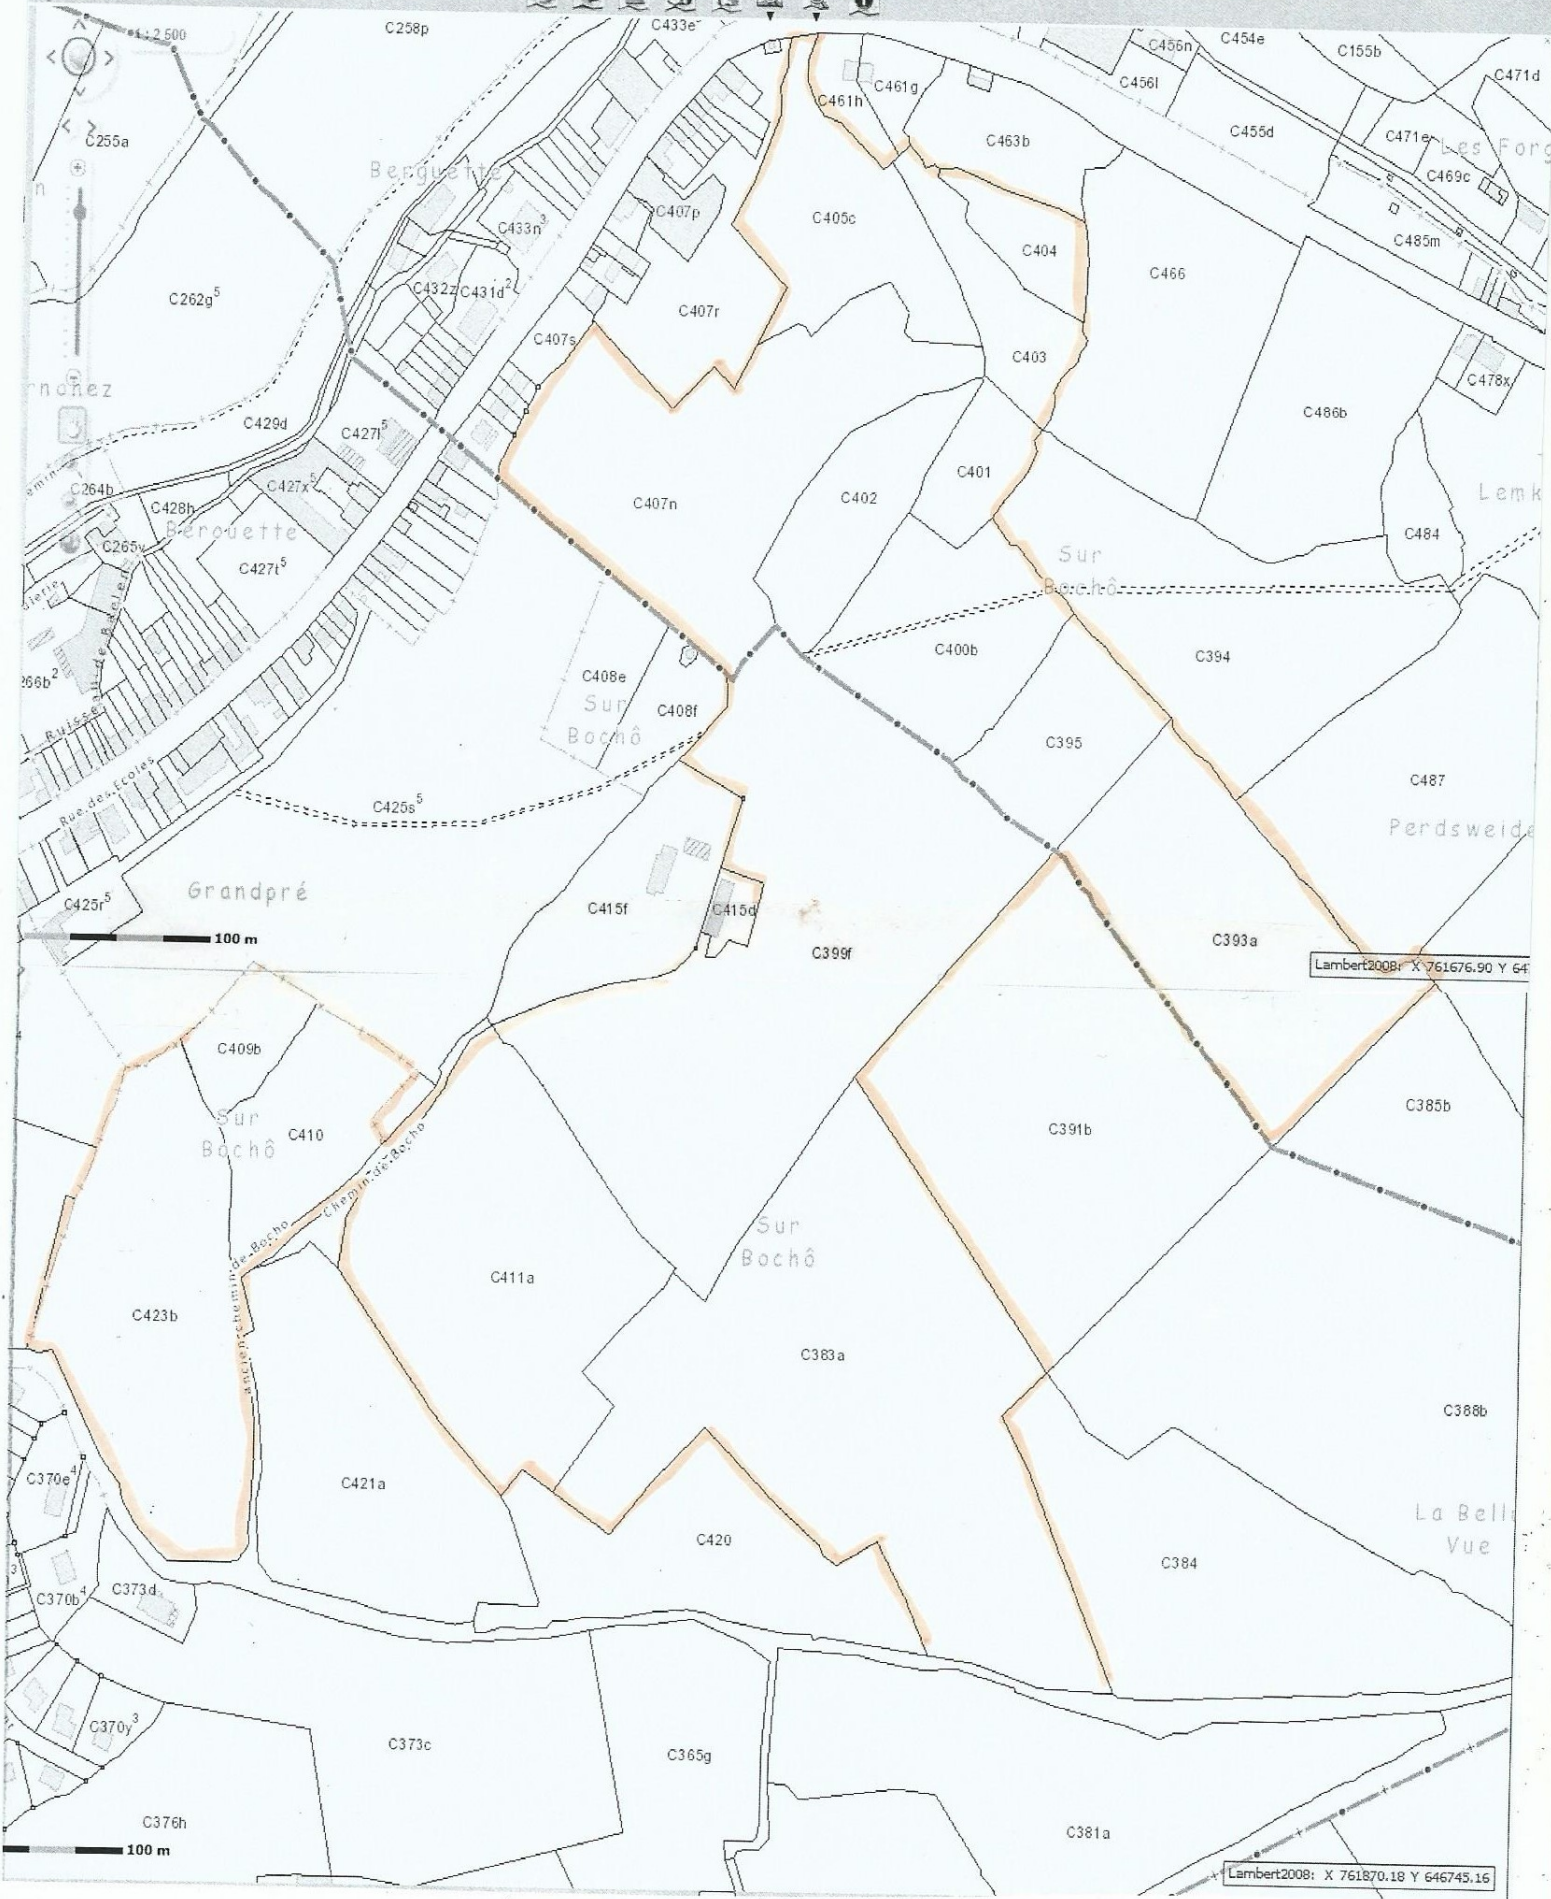 1:2 500
C258p
C433e
C456n
C454e
C155b
C471d
C461h
C461g
C456l
C255a
C463b
C455d
C471e
Les Forg
C469c
Berguette
C407p
C405c
C433n³
C404
C485m
C466
C432z
C431d²
C262g⁵
C407r
C407s
C403
C478x
rnohez
C486b
C429d
C427l⁵
C401
C264b
C427x⁵
C402
C407n
Lemk
C428h
Bérouette
C484
C265v
Sur
Bochô
C427t⁵
C400b
C394
266b²
C408e
Sur
Bochô
C408f
C395
Ruisseau de Baelen
C487
Rue des Ecoles
C425s⁵
Perdsweide
Grandpré
C425r⁵
C415f
C415d
C393a
100 m
C399f
Lambert2008: X 761676.90 Y 64
C409b
Sur
Bochô
C410
C385b
C391b
Chemin de Bocho
Sur
Bochô
ancien chemin de Bocho
C411a
C423b
C383a
C388b
C370e⁴
C421a
La Bell
Vue
C420
C384
3
C370b⁴
C373d
C370y³
C373c
C365g
C376h
C381a
100 m
Lambert2008: X 761870.18 Y 646745.16